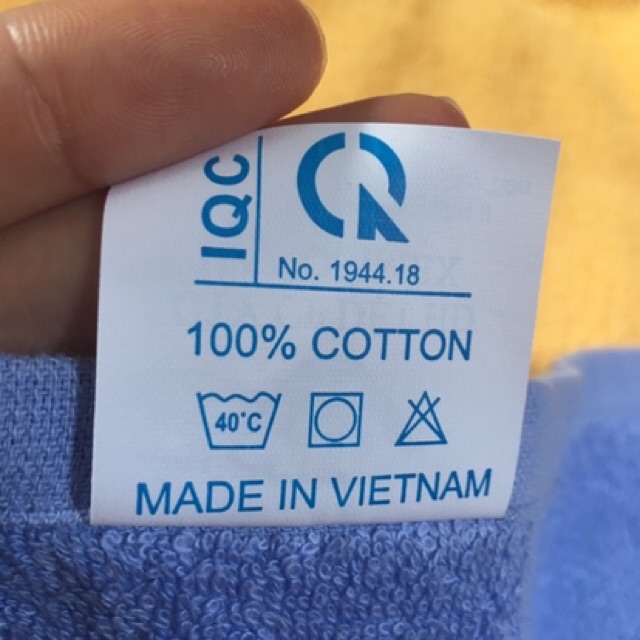 IQC
No. 1944.18
100% COTTON
40°C
MADE IN VIETNAM